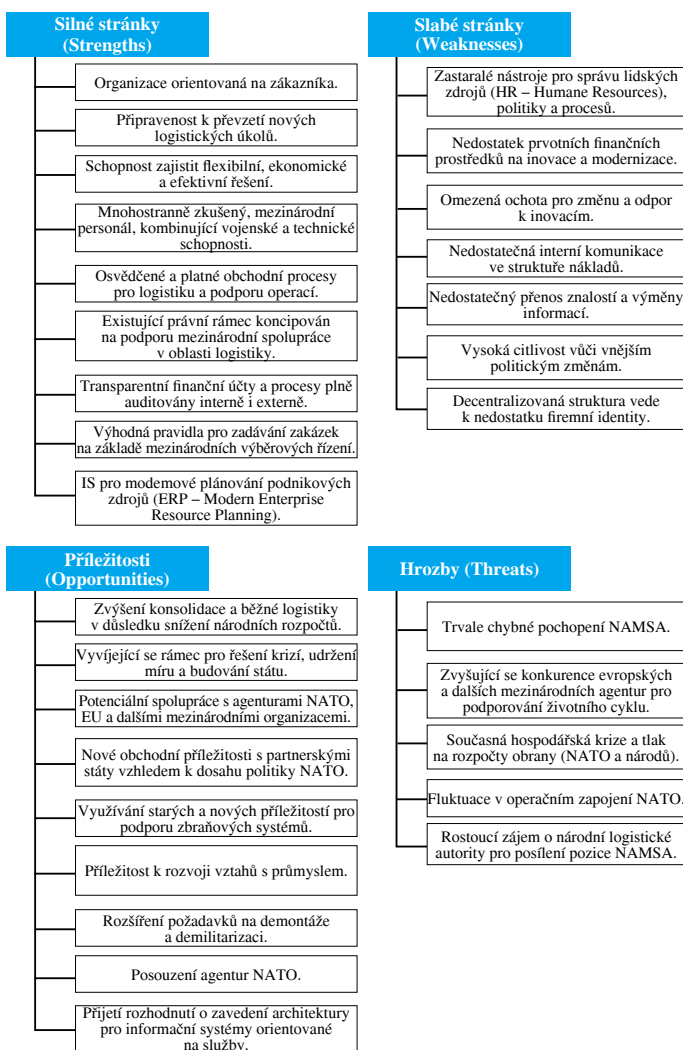 Silné stránky
(Strengths)
Organizace orientovaná na zákazníka.
Připravenost k převzetí nových
logistických úkolů.
Schopnost zajistit flexibilní, ekonomické
a efektivní řešení.
Mnohostranně zkušený, mezinárodní
personál, kombinující vojenské a technické
schopnosti.
Osvědčené a platné obchodní procesy
pro logistiku a podporu operací.
Existující právní rámec koncipován
na podporu mezinárodní spolupráce
v oblasti logistiky.
Transparentní finanční účty a procesy plně
auditovány interně i externě.
Výhodná pravidla pro zadávání zakázek
na základě mezinárodních výběrových řízení.
IS pro modemové plánování podnikových
zdrojů (ERP – Modern Enterprise
Resource Planning).
Slabé stránky
(Weaknesses)
Zastaralé nástroje pro správu lidských
zdrojů (HR – Humane Resources),
politiky a procesů.
Nedostatek prvotních finančních
prostředků na inovace a modernizace.
Omezená ochota pro změnu a odpor
k inovacím.
Nedostatečná interní komunikace
ve struktuře nákladů.
Nedostatečný přenos znalostí a výměny
informací.
Vysoká citlivost vůči vnějším
politickým změnám.
Decentralizovaná struktura vede
k nedostatku firemní identity.
Příležitosti
(Opportunities)
Zvýšení konsolidace a běžné logistiky
v důsledku snížení národních rozpočtů.
Vyvíjející se rámec pro řešení krizí, udržení
míru a budování státu.
Potenciální spolupráce s agenturami NATO,
EU a dalšími mezinárodními organizacemi.
Nové obchodní příležitosti s partnerskými
státy vzhledem k dosahu politiky NATO.
Využívání starých a nových příležitostí pro
podporu zbraňových systémů.
Příležitost k rozvoji vztahů s průmyslem.
Rozšíření požadavků na demontáže
a demilitarizaci.
Posouzení agentur NATO.
Přijetí rozhodnutí o zavedení architektury
pro informační systémy orientované
na služby.
Hrozby (Threats)
Trvale chybné pochopení NAMSA.
Zvyšující se konkurence evropských
a dalších mezinárodních agentur pro
podporování životního cyklu.
Současná hospodářská krize a tlak
na rozpočty obrany (NATO a národů).
Fluktuace v operačním zapojení NATO.
Rostoucí zájem o národní logistické
autority pro posílení pozice NAMSA.